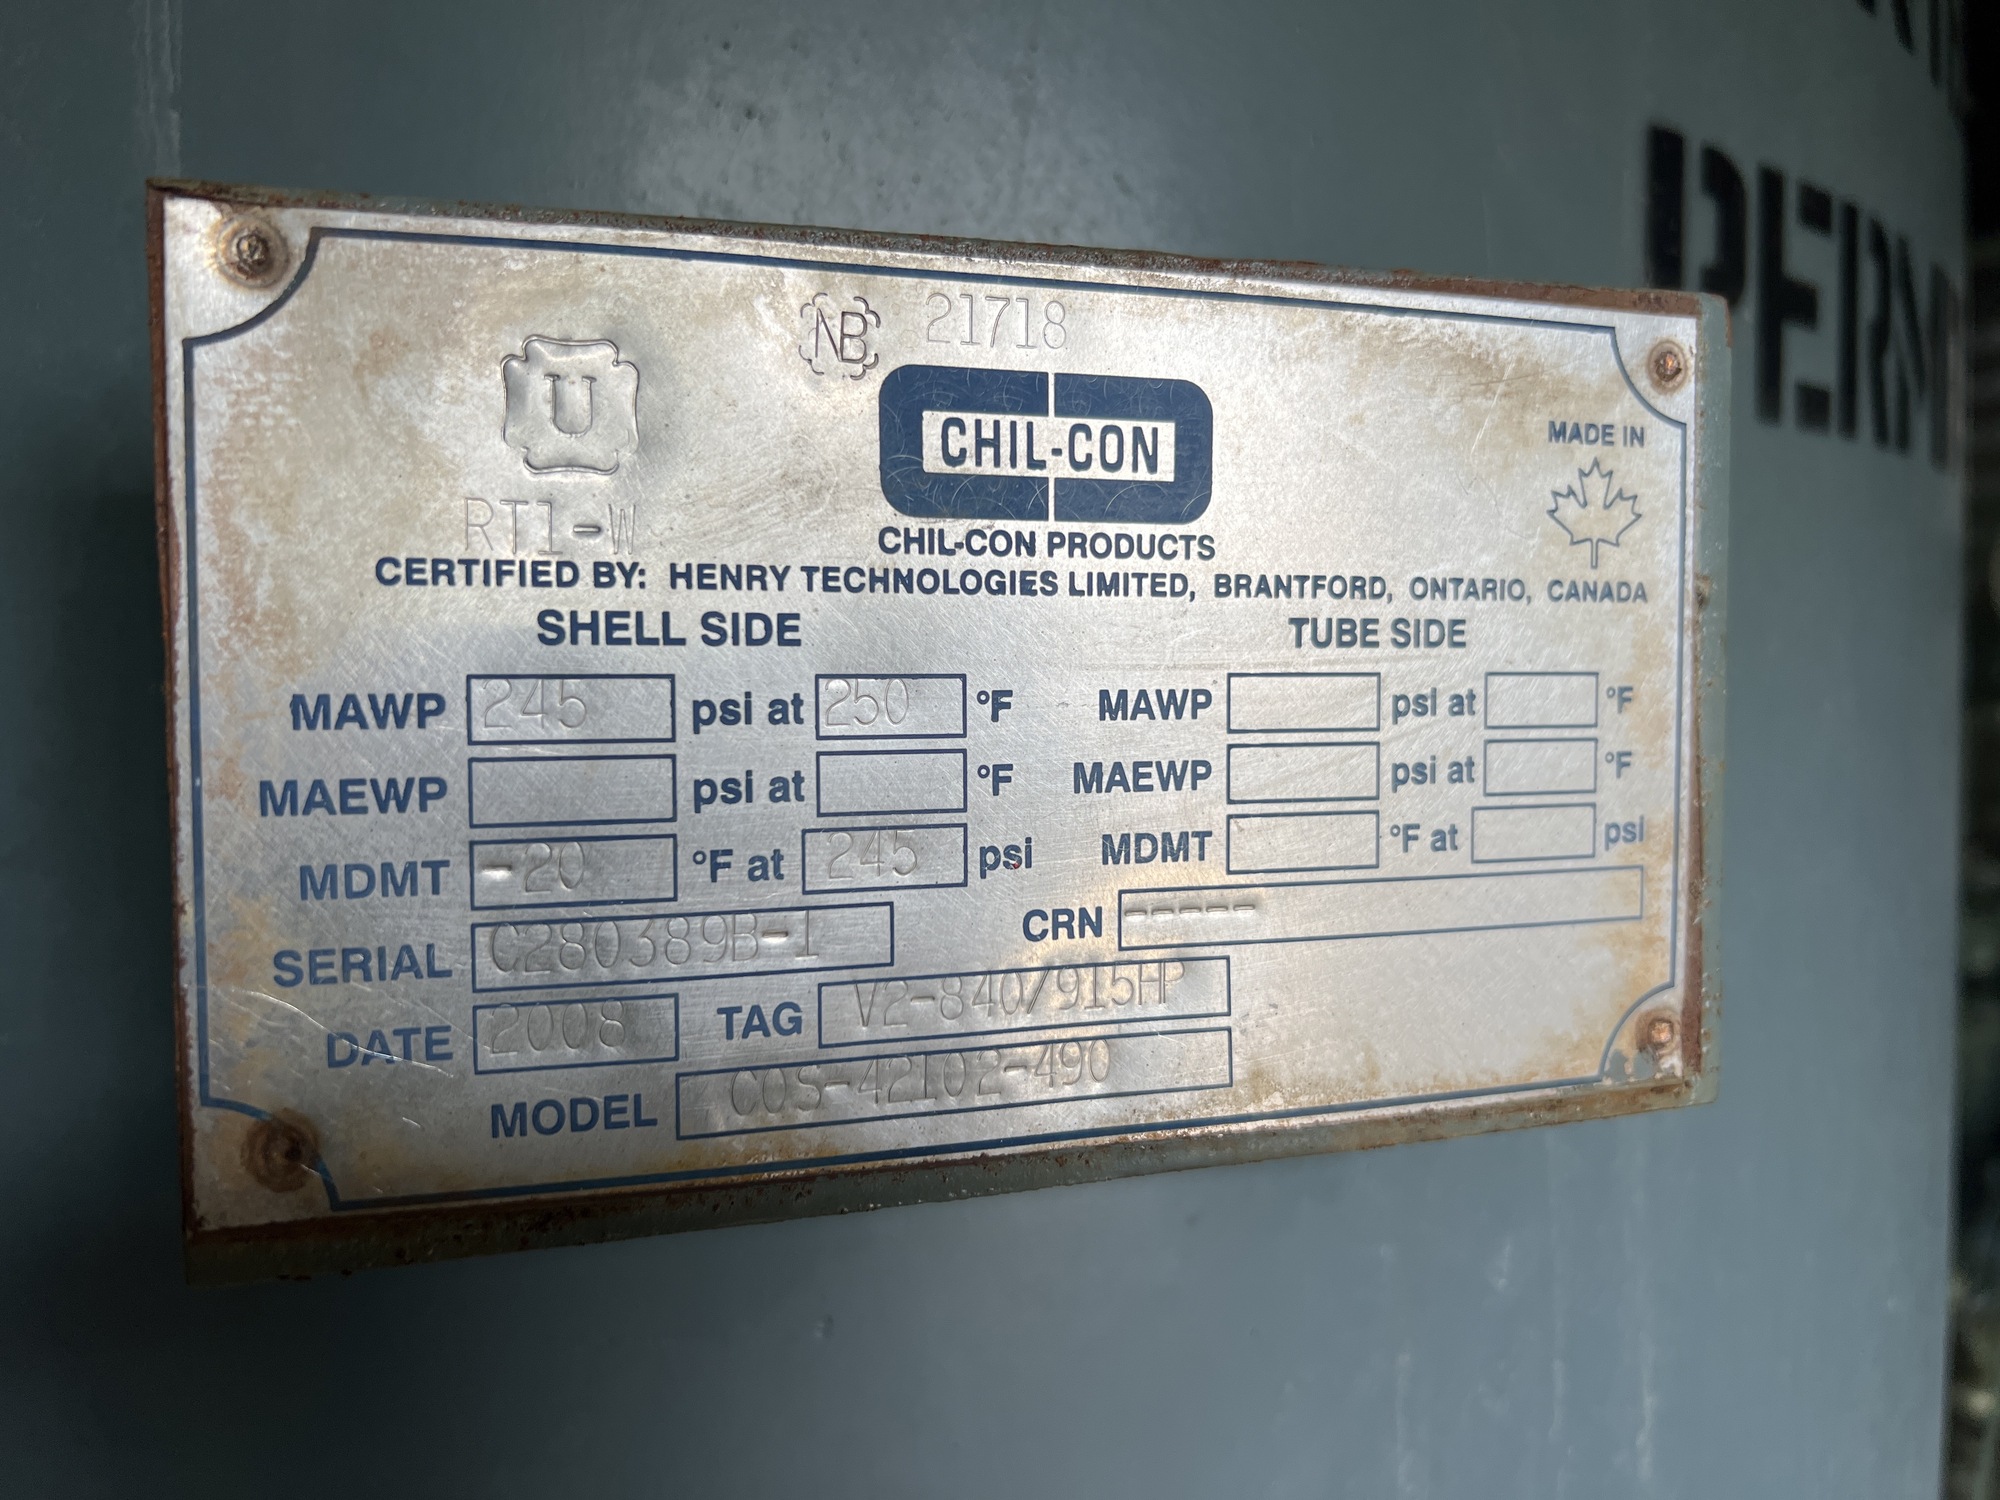 NB 21718
U
CHIL-CON
MADE IN
RT1-W
CHIL-CON PRODUCTS
CERTIFIED BY: HENRY TECHNOLOGIES LIMITED, BRANTFORD, ONTARIO, CANADA
SHELL SIDE TUBE SIDE
MAWP 245 psi at 250 °F MAWP psi at °F
MAEWP psi at °F MAEWP psi at °F
MDMT -20 °F at 245 psi MDMT °F at psi
SERIAL C280389B-1 CRN -----
DATE 2008 TAG V2-840/915HP
MODEL COS-42102-490